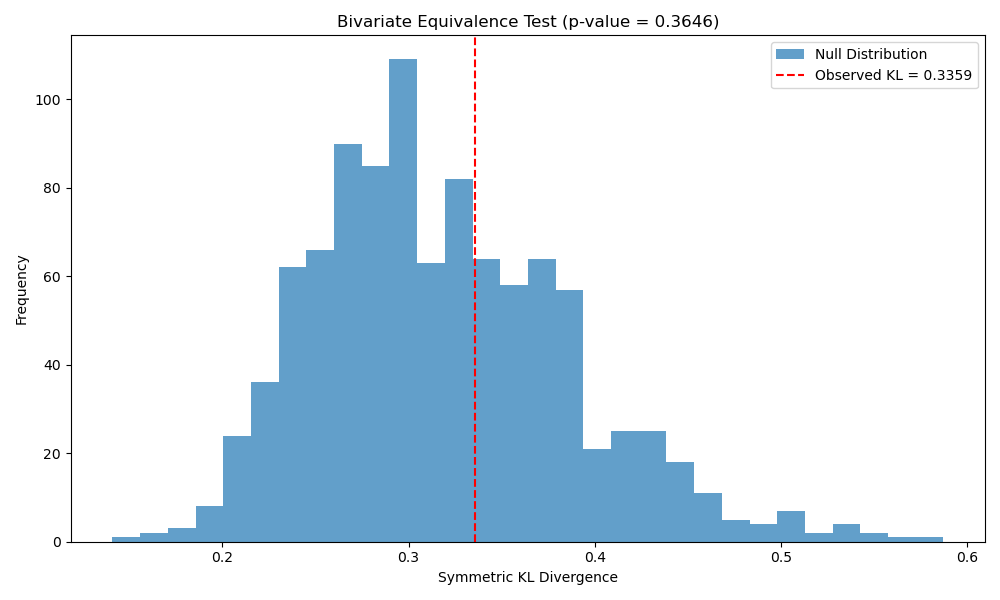 Bivariate Equivalence Test (p-value = 0.3646)
Null Distribution
Observed KL = 0.3359
Frequency
100
80
60
40
20
0
0.2 0.3 0.4 0.5 0.6
Symmetric KL Divergence